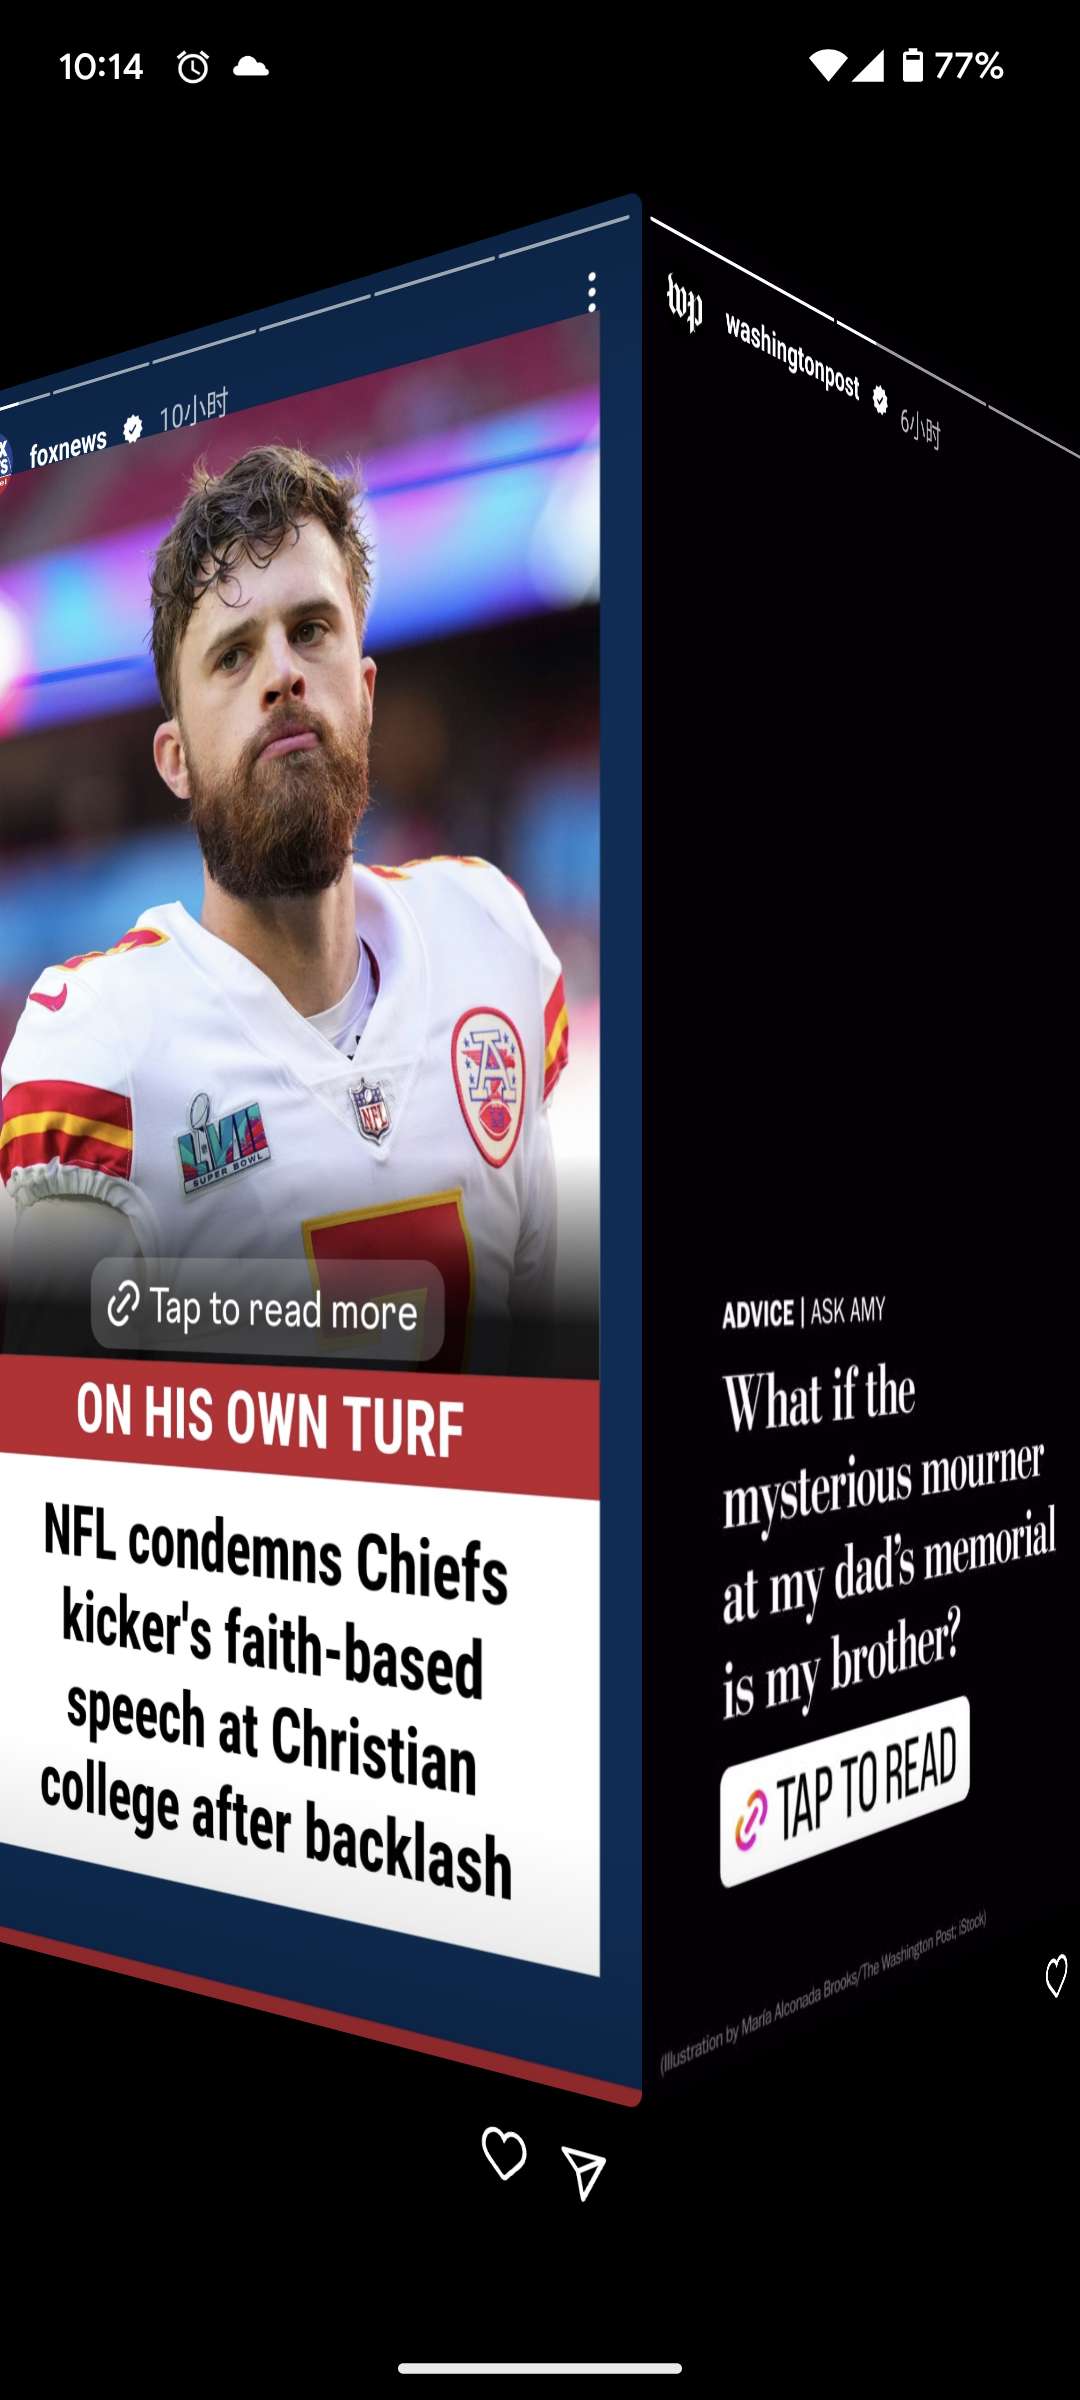 10:14
77%
foxnews
10小时
washingtonpost
6小时
LVII
SUPER BOWL
NFL
Tap to read more
ON HIS OWN TURF
NFL condemns Chiefs
kicker's faith-based
speech at Christian
college after backlash
ADVICE | ASK AMY
What if the
mysterious mourner
at my dad's memorial
is my brother?
TAP TO READ
(Illustration by María Alconada Brooks/The Washington Post; iStock)